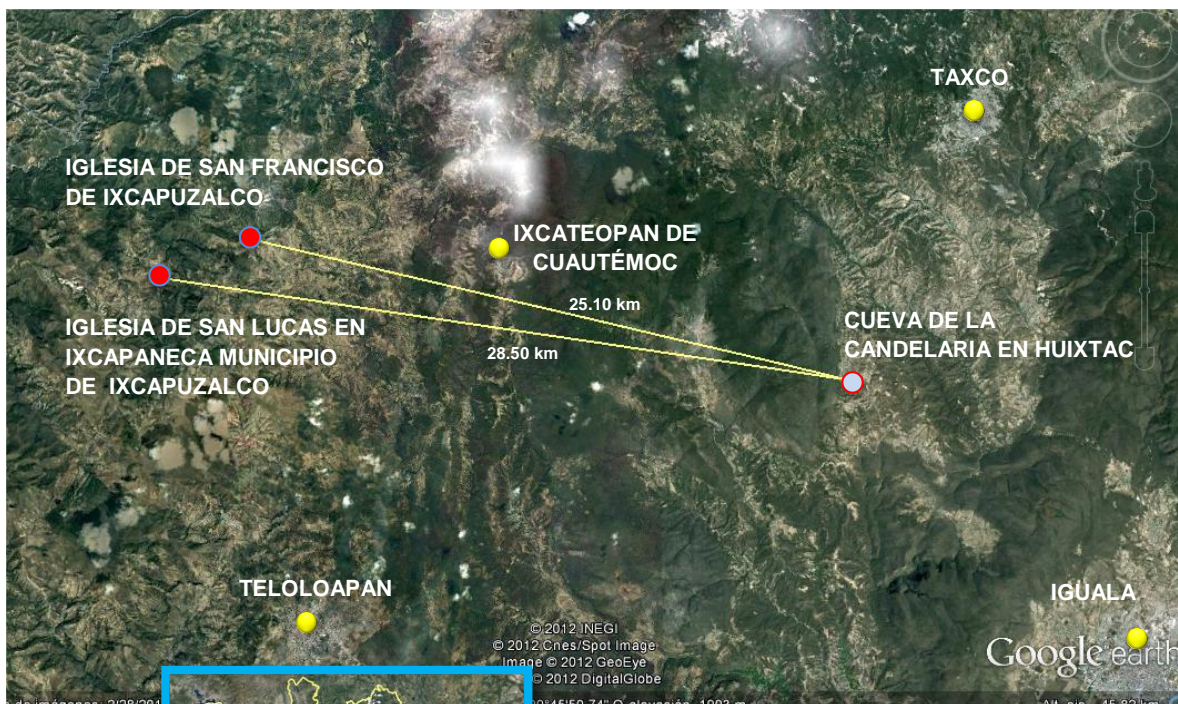 TAXCO
IGLESIA DE SAN FRANCISCO
DE IXCAPUZALCO
IXCATEOPAN DE
CUAUTÉMOC
25.10 km
CUEVA DE LA
CANDELARIA EN HUIXTAC
IGLESIA DE SAN LUCAS EN
IXCAPANECA MUNICIPIO
DE IXCAPUZALCO
28.50 km
TELOLOAPAN
IGUALA
© 2012 INEGI
© 2012 Cnes/Spot Image
Image © 2012 GeoEye
© 2012 DigitalGlobe
Google earth